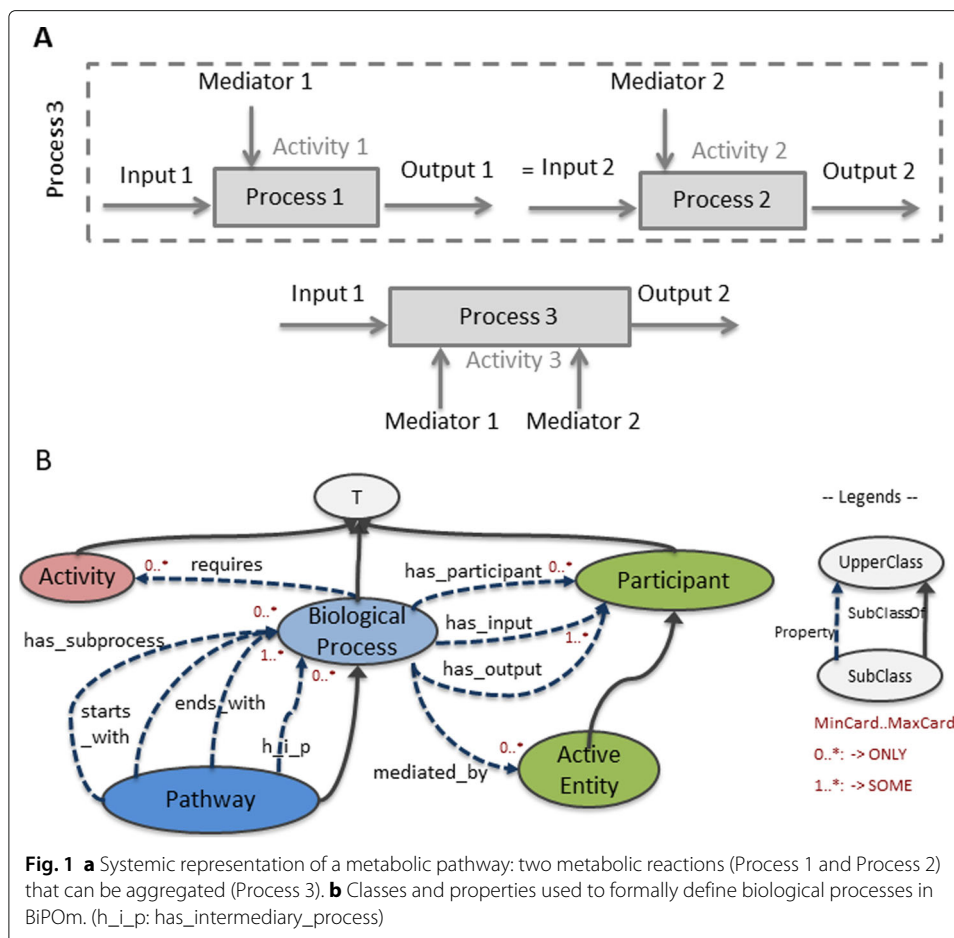 A
Process 3
Mediator 1
Mediator 2
Activity 1
Activity 2
Input 1
Process 1
Output 1
= Input 2
Process 2
Output 2
Input 1
Process 3
Output 2
Activity 3
Mediator 1
Mediator 2
B
T
-- Legends --
Activity
0..*
requires
has_participant
0..*
Participant
UpperClass
has_subprocess
0..*
Biological
Process
has_input
1..*
SubClassOf
Property
1..*
0..*
has_output
starts
_with
ends_with
h_i_p
SubClass
mediated_by
0..*
Active
Entity
MinCard..MaxCard
0..*: -> ONLY
1..*: -> SOME
Pathway
Fig. 1 a Systemic representation of a metabolic pathway: two metabolic reactions (Process 1 and Process 2)
that can be aggregated (Process 3). b Classes and properties used to formally define biological processes in
BiPOm. (h_i_p: has_intermediary_process)